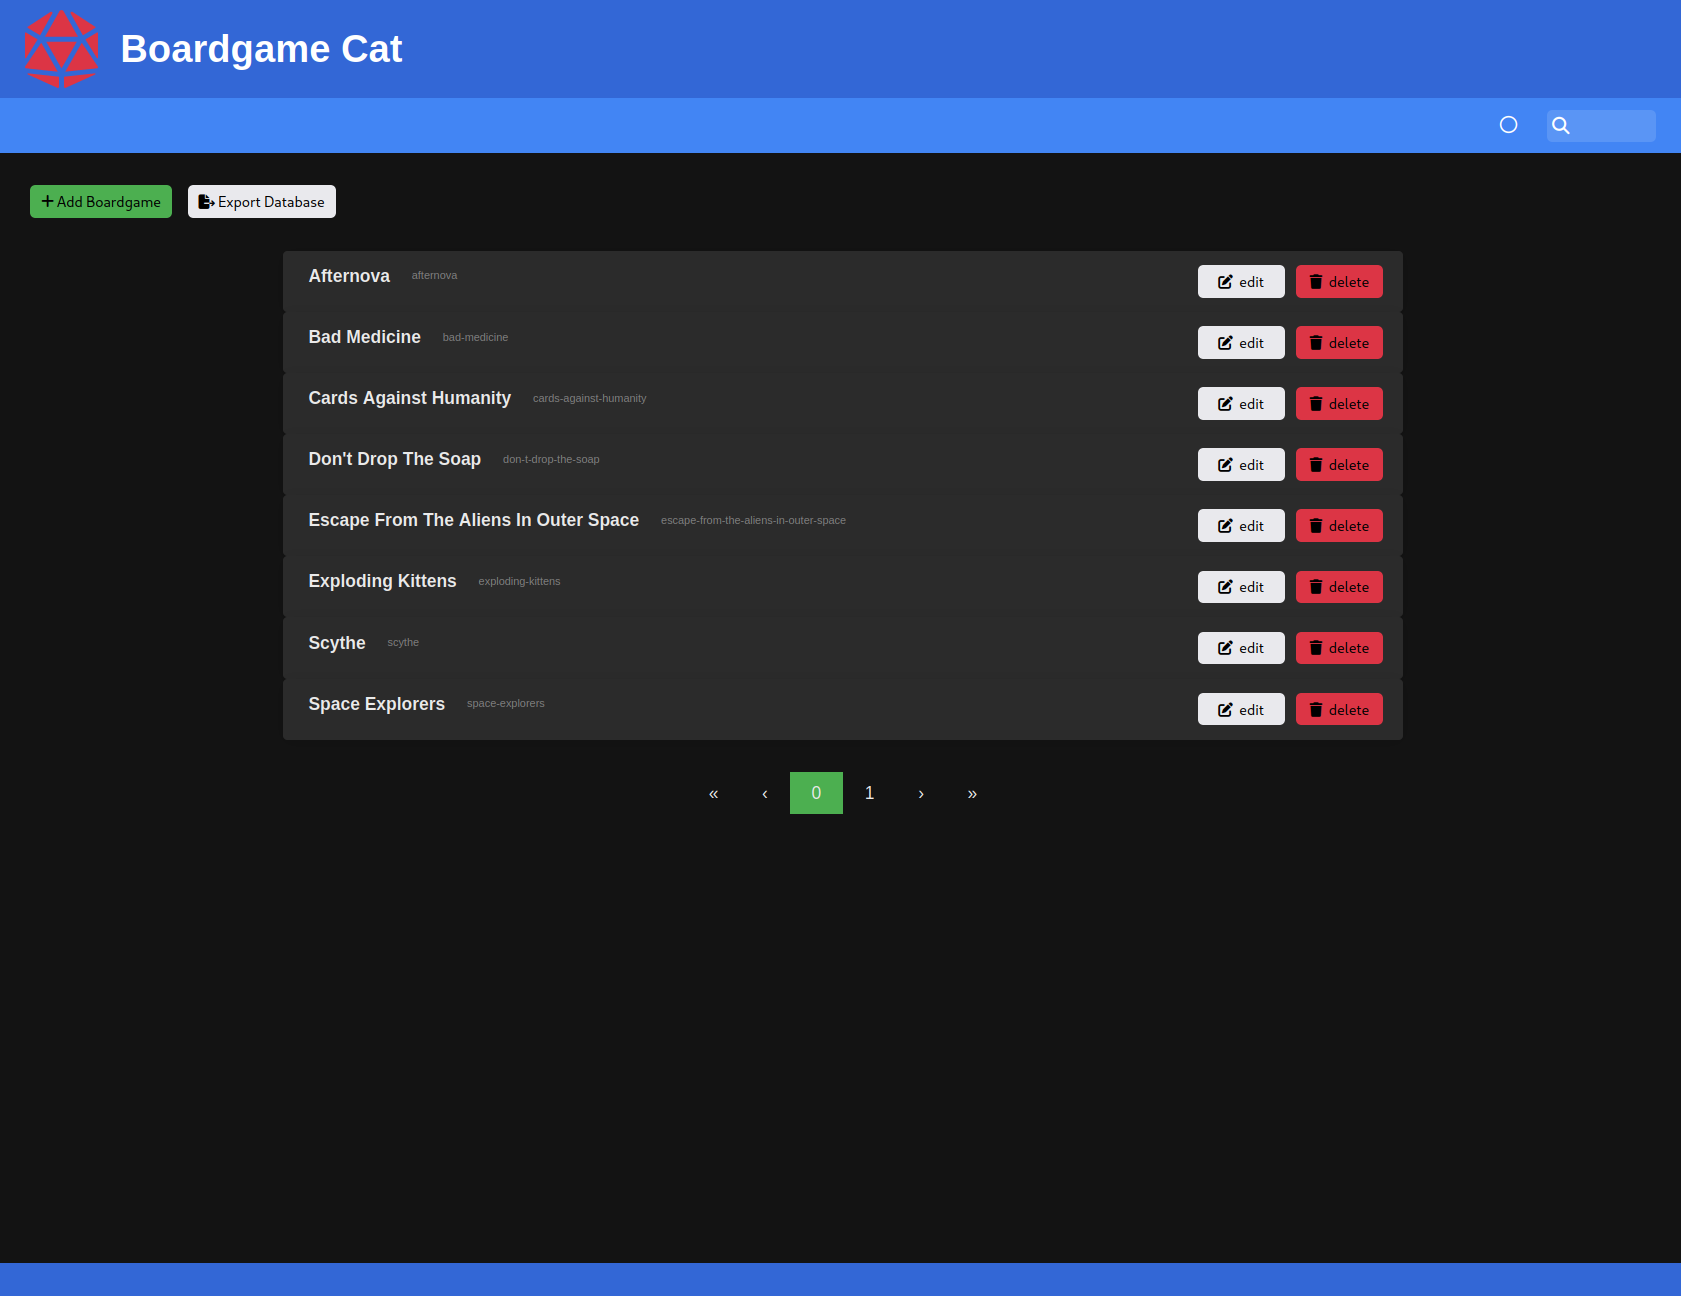 Boardgame Cat
Add Boardgame Export Database
Afternova afternova edit delete
Bad Medicine bad-medicine edit delete
Cards Against Humanity cards-against-humanity edit delete
Don't Drop The Soap don-t-drop-the-soap edit delete
Escape From The Aliens In Outer Space escape-from-the-aliens-in-outer-space edit delete
Exploding Kittens exploding-kittens edit delete
Scythe scythe edit delete
Space Explorers space-explorers edit delete
« ‹ 0 1 › »